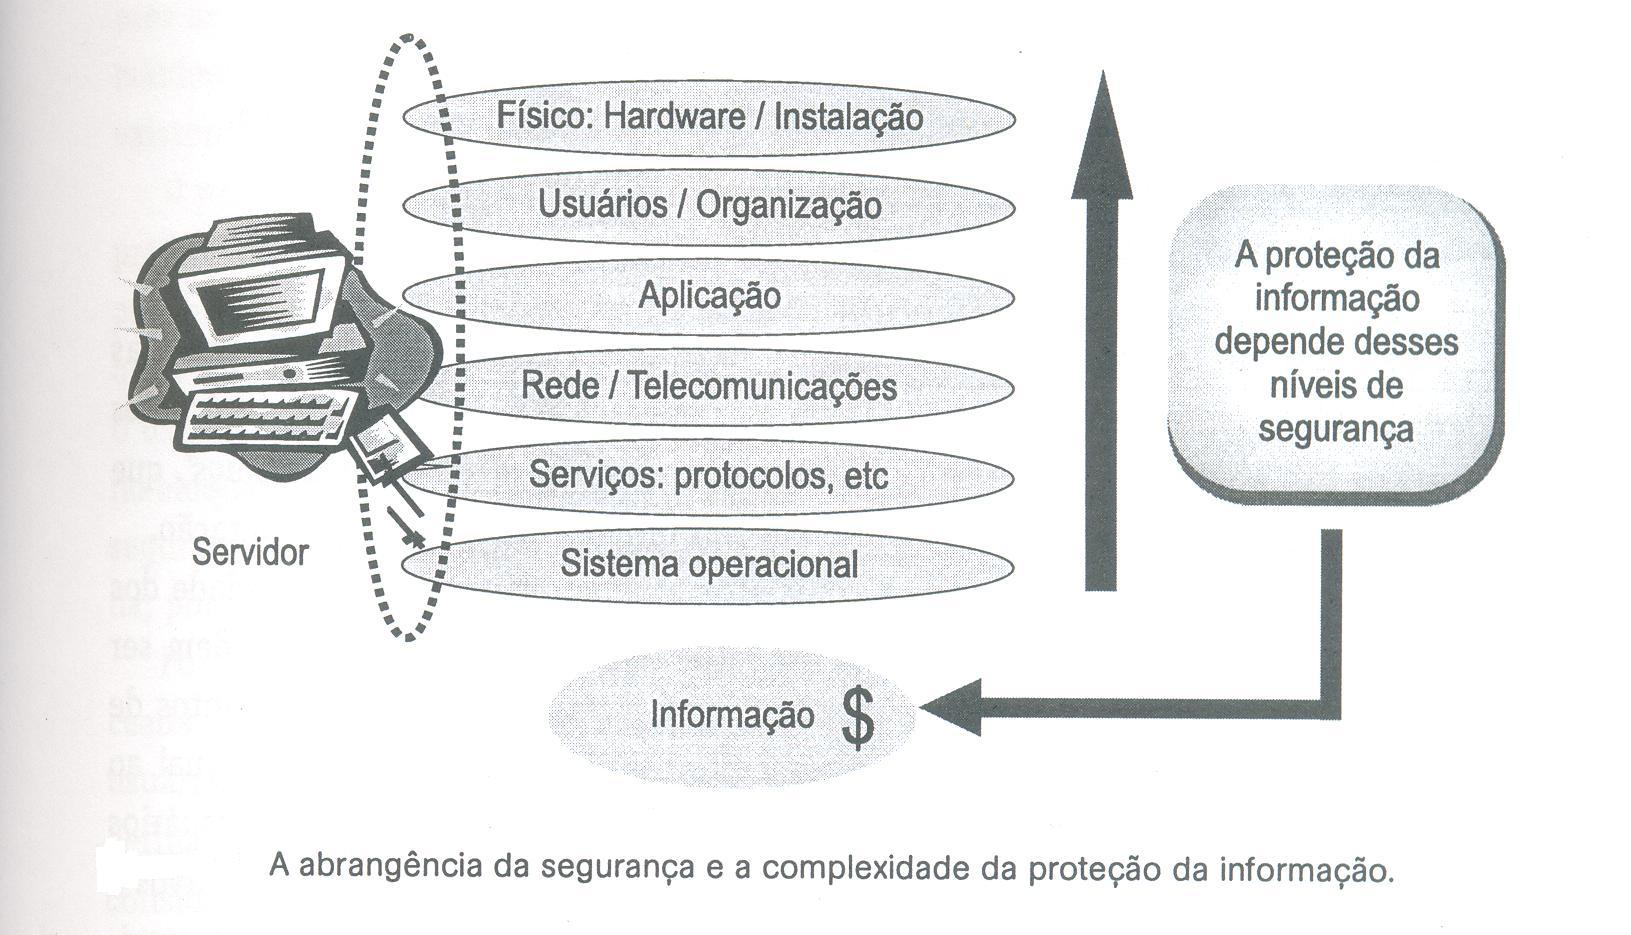 Físico: Hardware / Instalação
Usuários / Organização
Aplicação
Rede / Telecomunicações
Serviços: protocolos, etc
Sistema operacional
Servidor
A proteção da
informação
depende desses
níveis de
segurança
Informação $
A abrangência da segurança e a complexidade da proteção da informação.